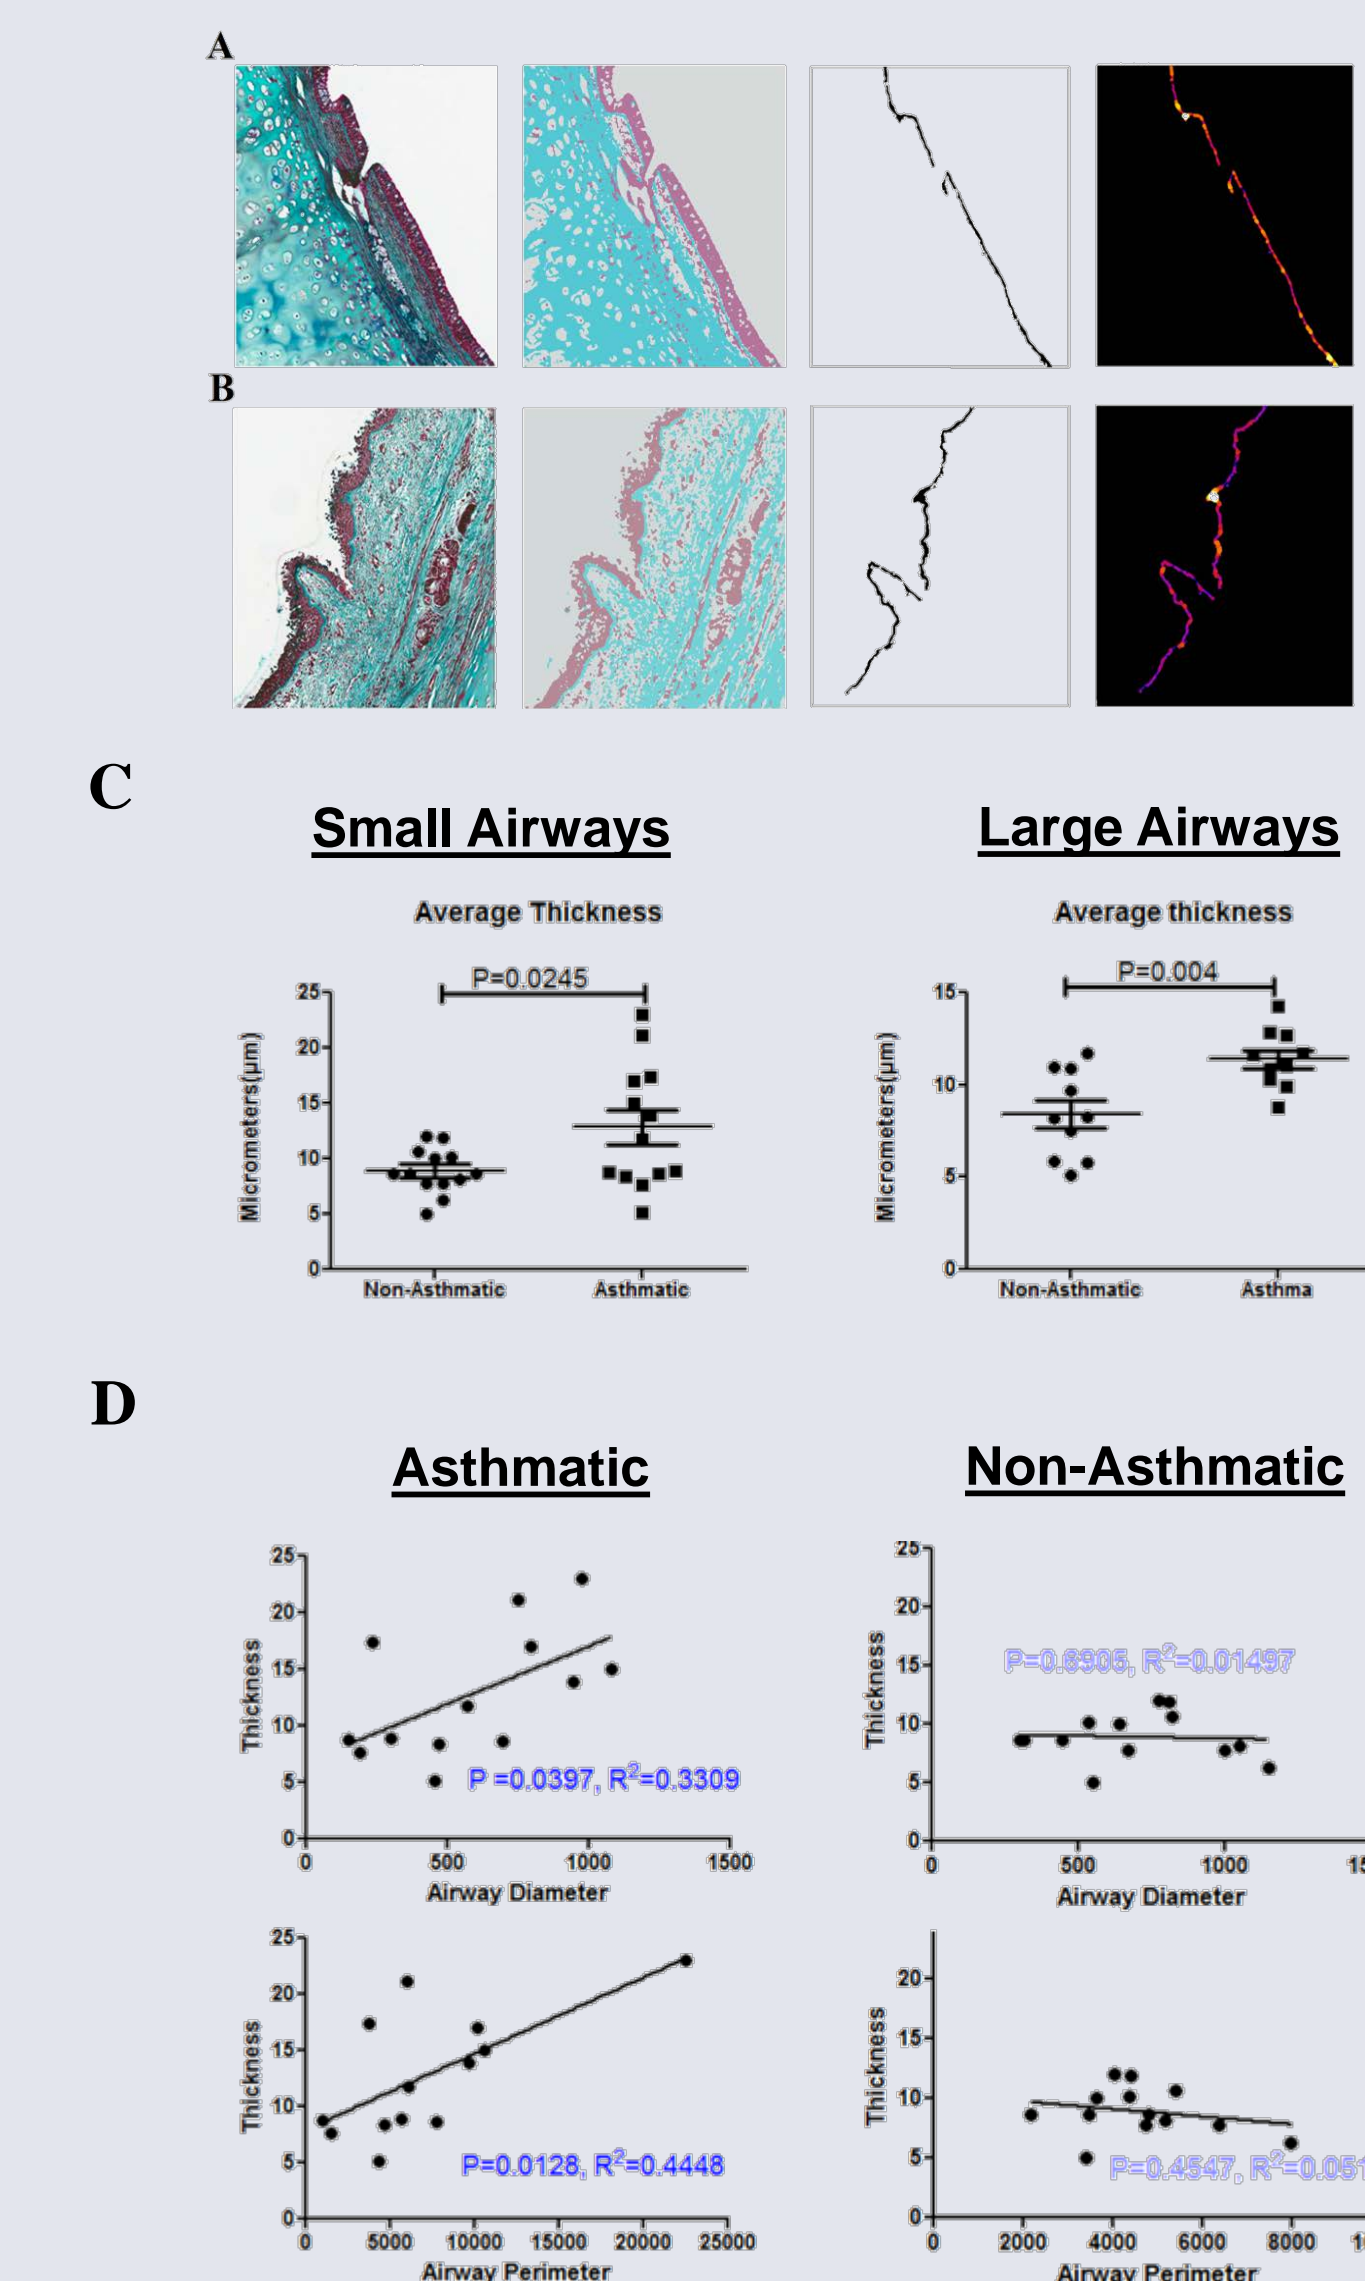 A
B
C
Small Airways
Large Airways
Average Thickness
Average thickness
P=0.0245
P=0.004
Micrometers(μm)
25
20
15
10
5
0
Non-Asthmatic
Asthmatic
Micrometers(μm)
15
10
5
0
Non-Asthmatic
Asthma
D
Asthmatic
Non-Asthmatic
Thickness
25
20
15
10
5
0
P =0.0397, R²=0.3309
0 500 1000 1500
Airway Diameter
Thickness
25
20
15
10
5
0
P=0.6905, R²=0.01497
0 500 1000
Airway Diameter
Thickness
25
20
15
10
5
0
P=0.0128, R²=0.4448
0 5000 10000 15000 20000 25000
Airway Perimeter
Thickness
20
15
10
5
0
P=0.4547, R²=0.051
0 2000 4000 6000 8000
Airway Perimeter